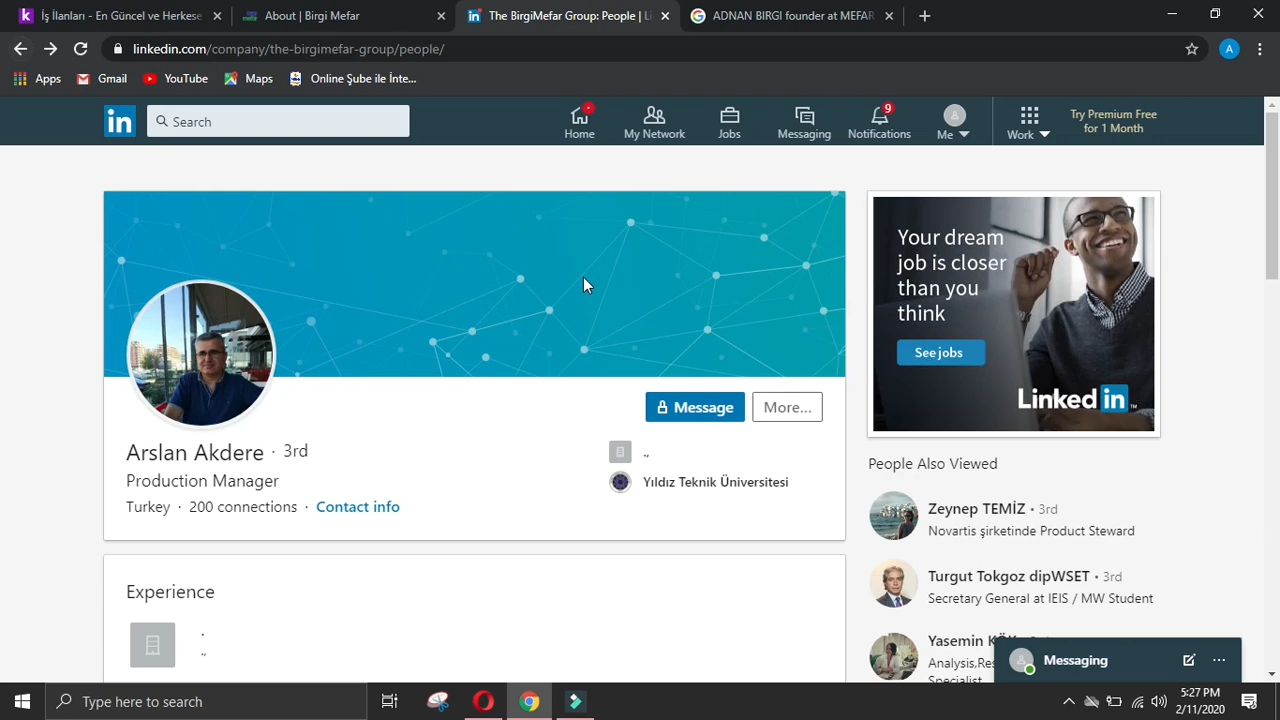 İş İlanları - En Güncel ve Herkese
About | Birgi Mefar
The BirgiMefar Group: People | Li
ADNAN BIRGI founder at MEFAR
linkedin.com/company/the-birgimefar-group/people/
A
Apps
Gmail
YouTube
Maps
Online Şube ile İnte...
in
Search
Home
My Network
Jobs
Messaging
9
Notifications
Me
Work
Try Premium Free
for 1 Month
Your dream
job is closer
than you
think
See jobs
Linked in
Message
More...
Arslan Akdere · 3rd
Production Manager
Turkey · 200 connections · Contact info
.,
Yıldız Teknik Üniversitesi
People Also Viewed
Zeynep TEMİZ • 3rd
Novartis şirketinde Product Steward
Turgut Tokgoz dipWSET • 3rd
Secretary General at IEIS / MW Student
Experience
.
.,
Yasemin
Specialist
Messaging
Type here to search
5:27 PM
2/11/2020